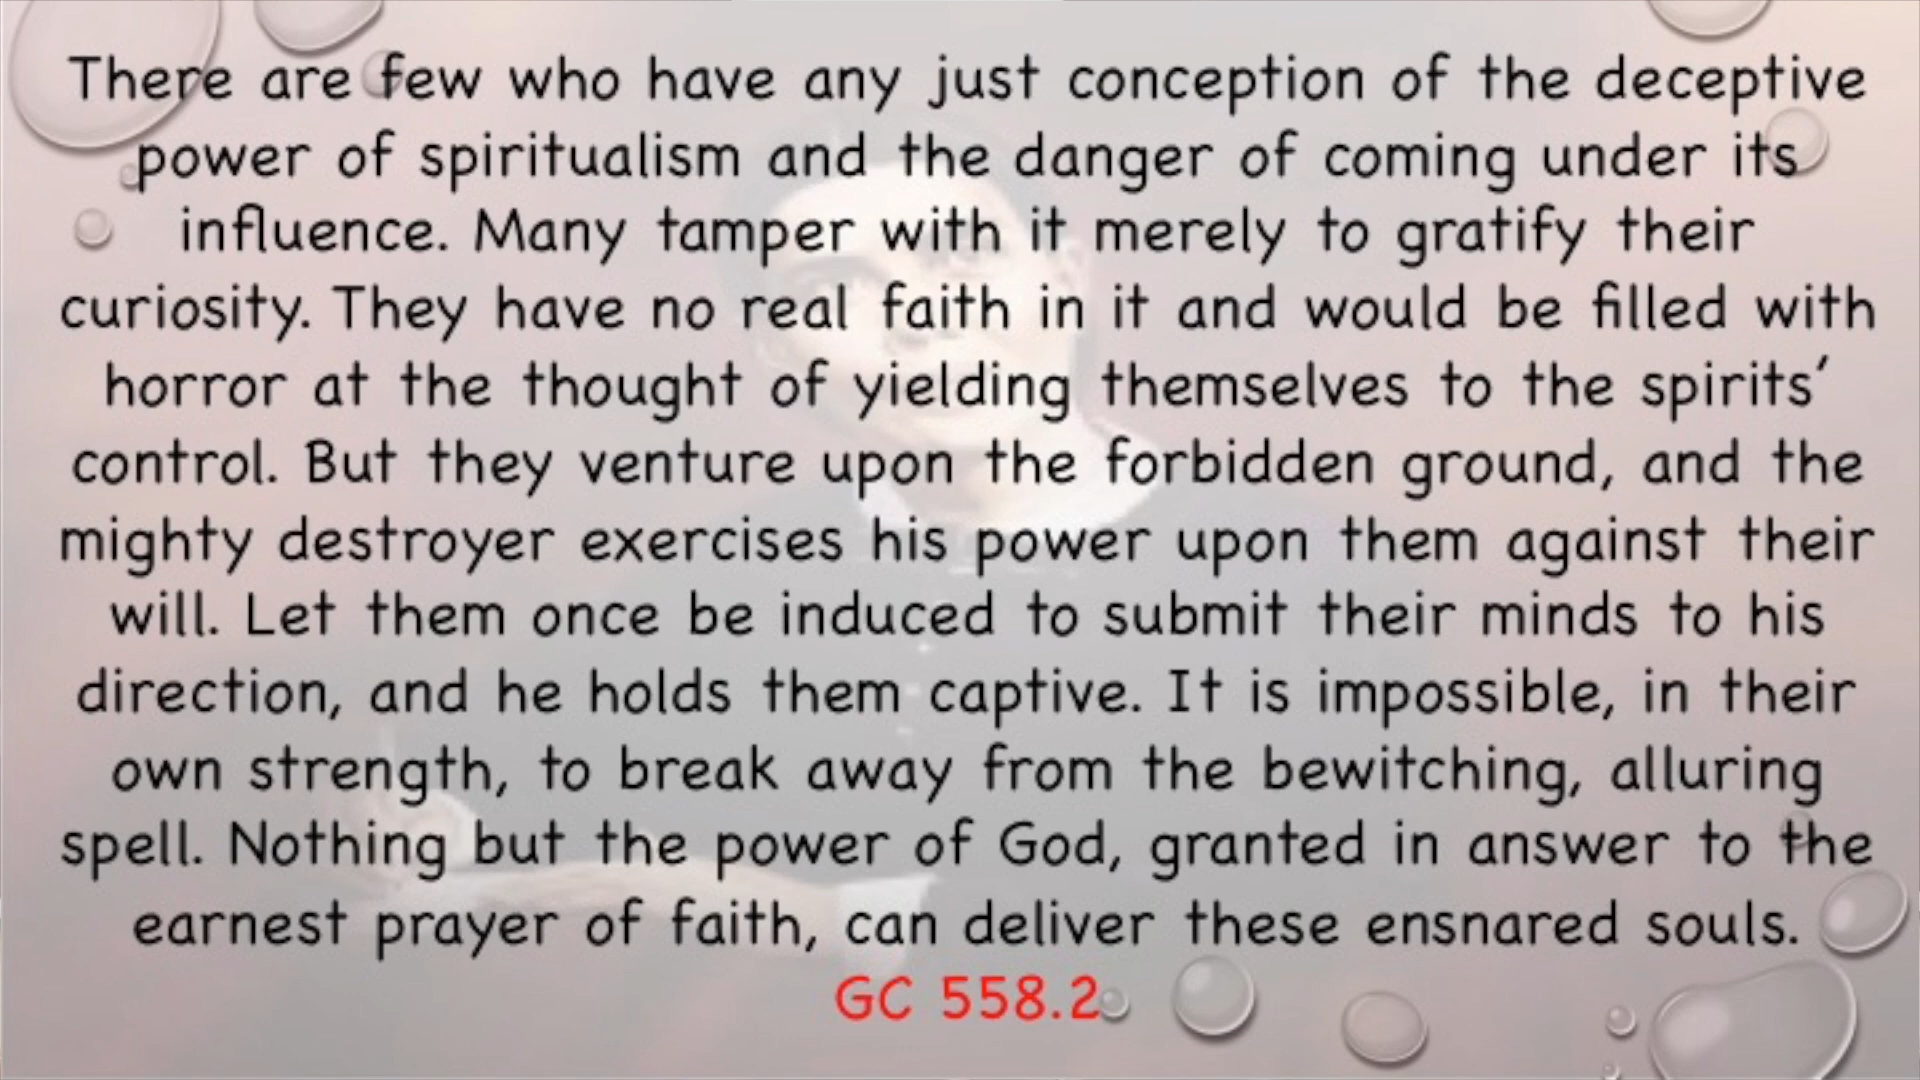 There are few who have any just conception of the deceptive
power of spiritualism and the danger of coming under its
influence. Many tamper with it merely to gratify their
curiosity. They have no real faith in it and would be filled with
horror at the thought of yielding themselves to the spirits’
control. But they venture upon the forbidden ground, and the
mighty destroyer exercises his power upon them against their
will. Let them once be induced to submit their minds to his
direction, and he holds them captive. It is impossible, in their
own strength, to break away from the bewitching, alluring
spell. Nothing but the power of God, granted in answer to the
earnest prayer of faith, can deliver these ensnared souls.
GC 558.2